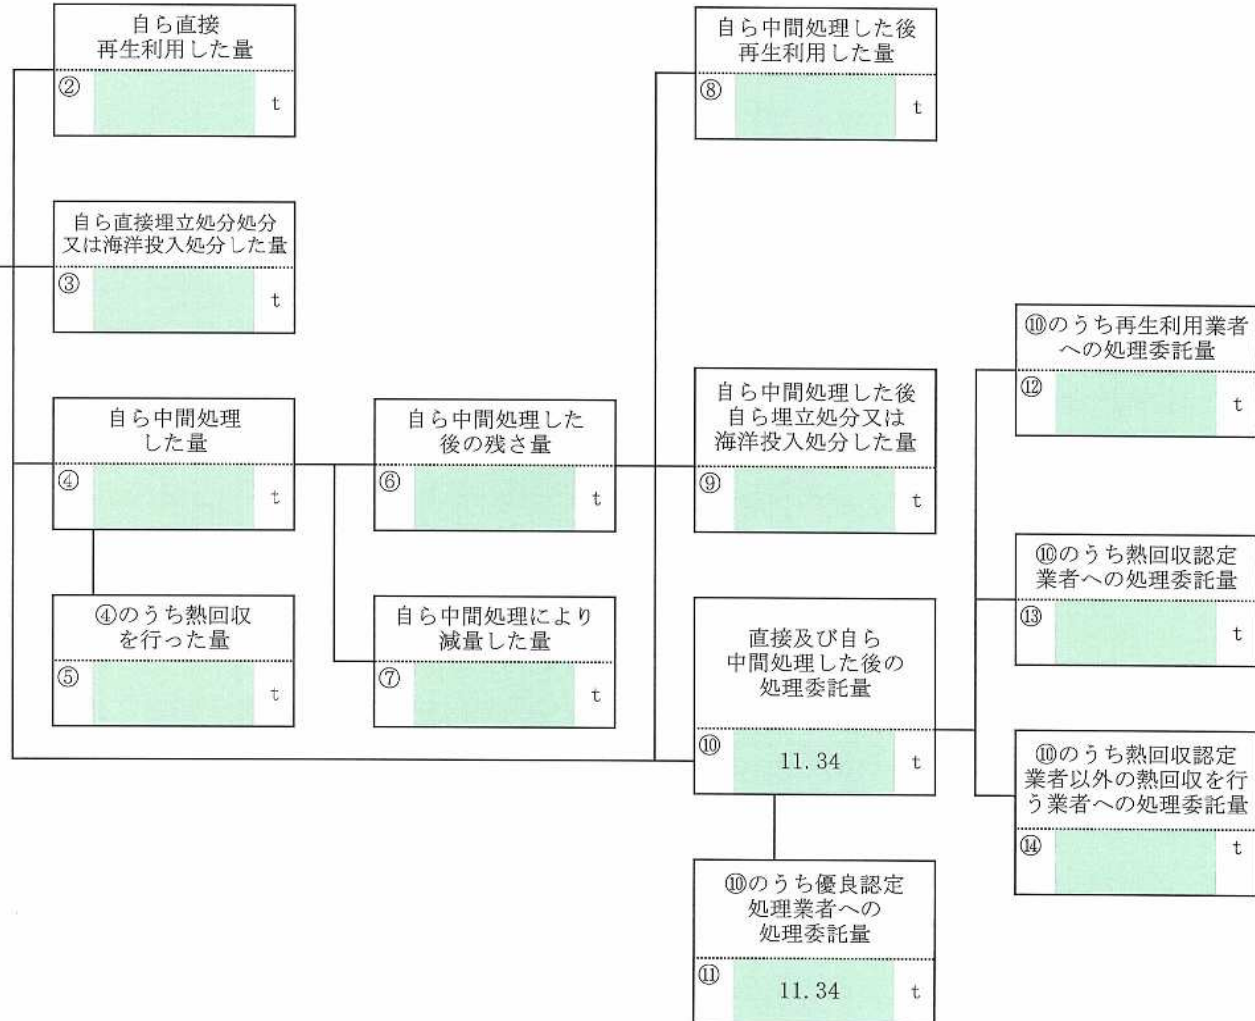 自ら直接
再生利用した量
②
t
自ら直接埋立処分処分
又は海洋投入処分した量
③
t
自ら中間処理
した量
④
t
④のうち熱回収
を行った量
⑤
t
自ら中間処理した
後の残さ量
⑥
t
自ら中間処理により
減量した量
⑦
t
自ら中間処理した後
再生利用した量
⑧
t
自ら中間処理した後
自ら埋立処分又は
海洋投入処分した量
⑨
t
直接及び自ら
中間処理した後の
処理委託量
⑩ 11.34 t
⑩のうち優良認定
処理業者への
処理委託量
⑪ 11.34 t
⑩のうち再生利用業者
への処理委託量
⑫
t
⑩のうち熱回収認定
業者への処理委託量
⑬
t
⑩のうち熱回収認定
業者以外の熱回収を行
う業者への処理委託量
⑭
t